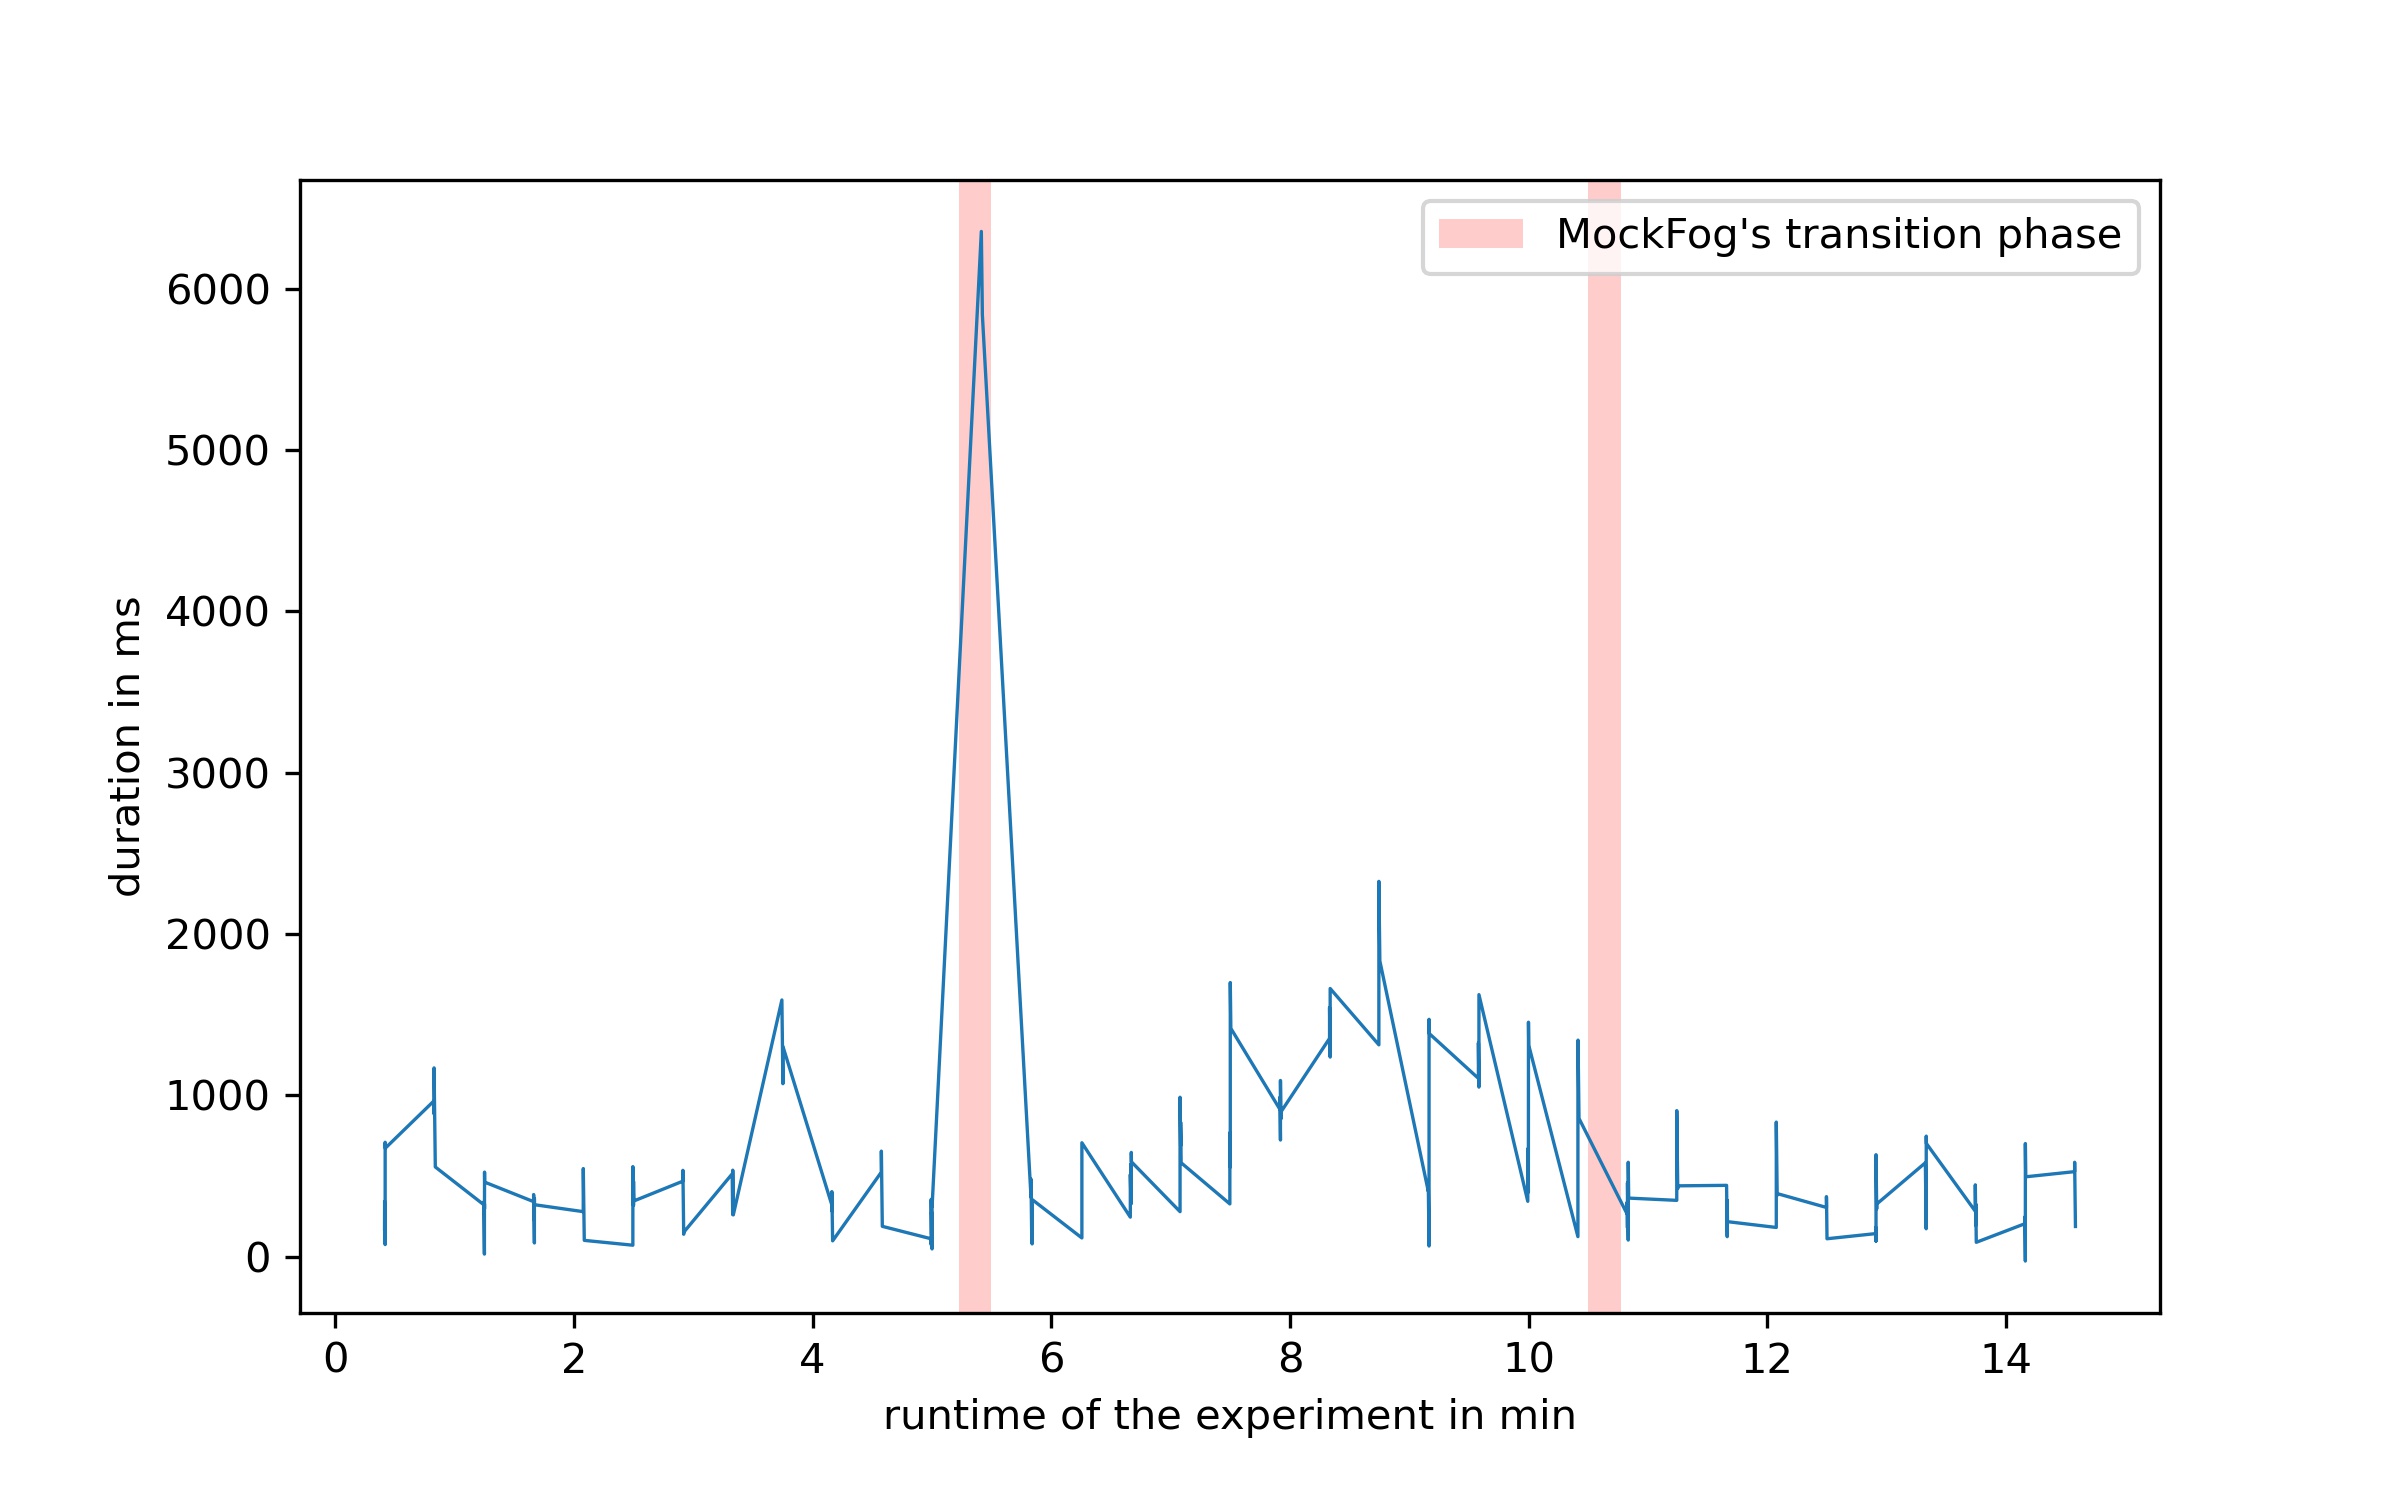 MockFog's transition phase
duration in ms
6000
5000
4000
3000
2000
1000
0
0 2 4 6 8 10 12 14
runtime of the experiment in min